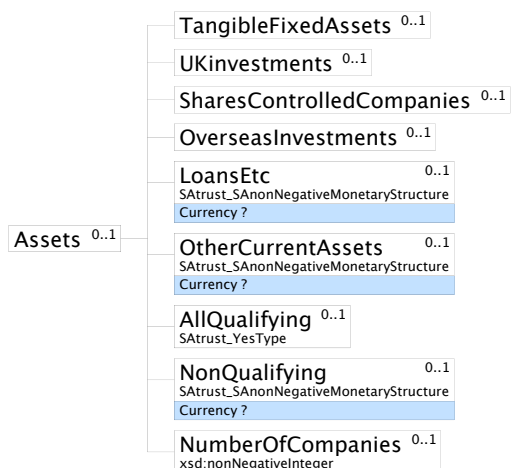 TangibleFixedAssets 0..1
UKinvestments 0..1
SharesControlledCompanies 0..1
OverseasInvestments 0..1
LoansEtc 0..1
SAtrust_SAnonNegativeMonetaryStructure
Currency ?
Assets 0..1
OtherCurrentAssets 0..1
SAtrust_SAnonNegativeMonetaryStructure
Currency ?
AllQualifying 0..1
SAtrust_YesType
NonQualifying 0..1
SAtrust_SAnonNegativeMonetaryStructure
Currency ?
NumberOfCompanies 0..1
xsd:nonNegativeInteger